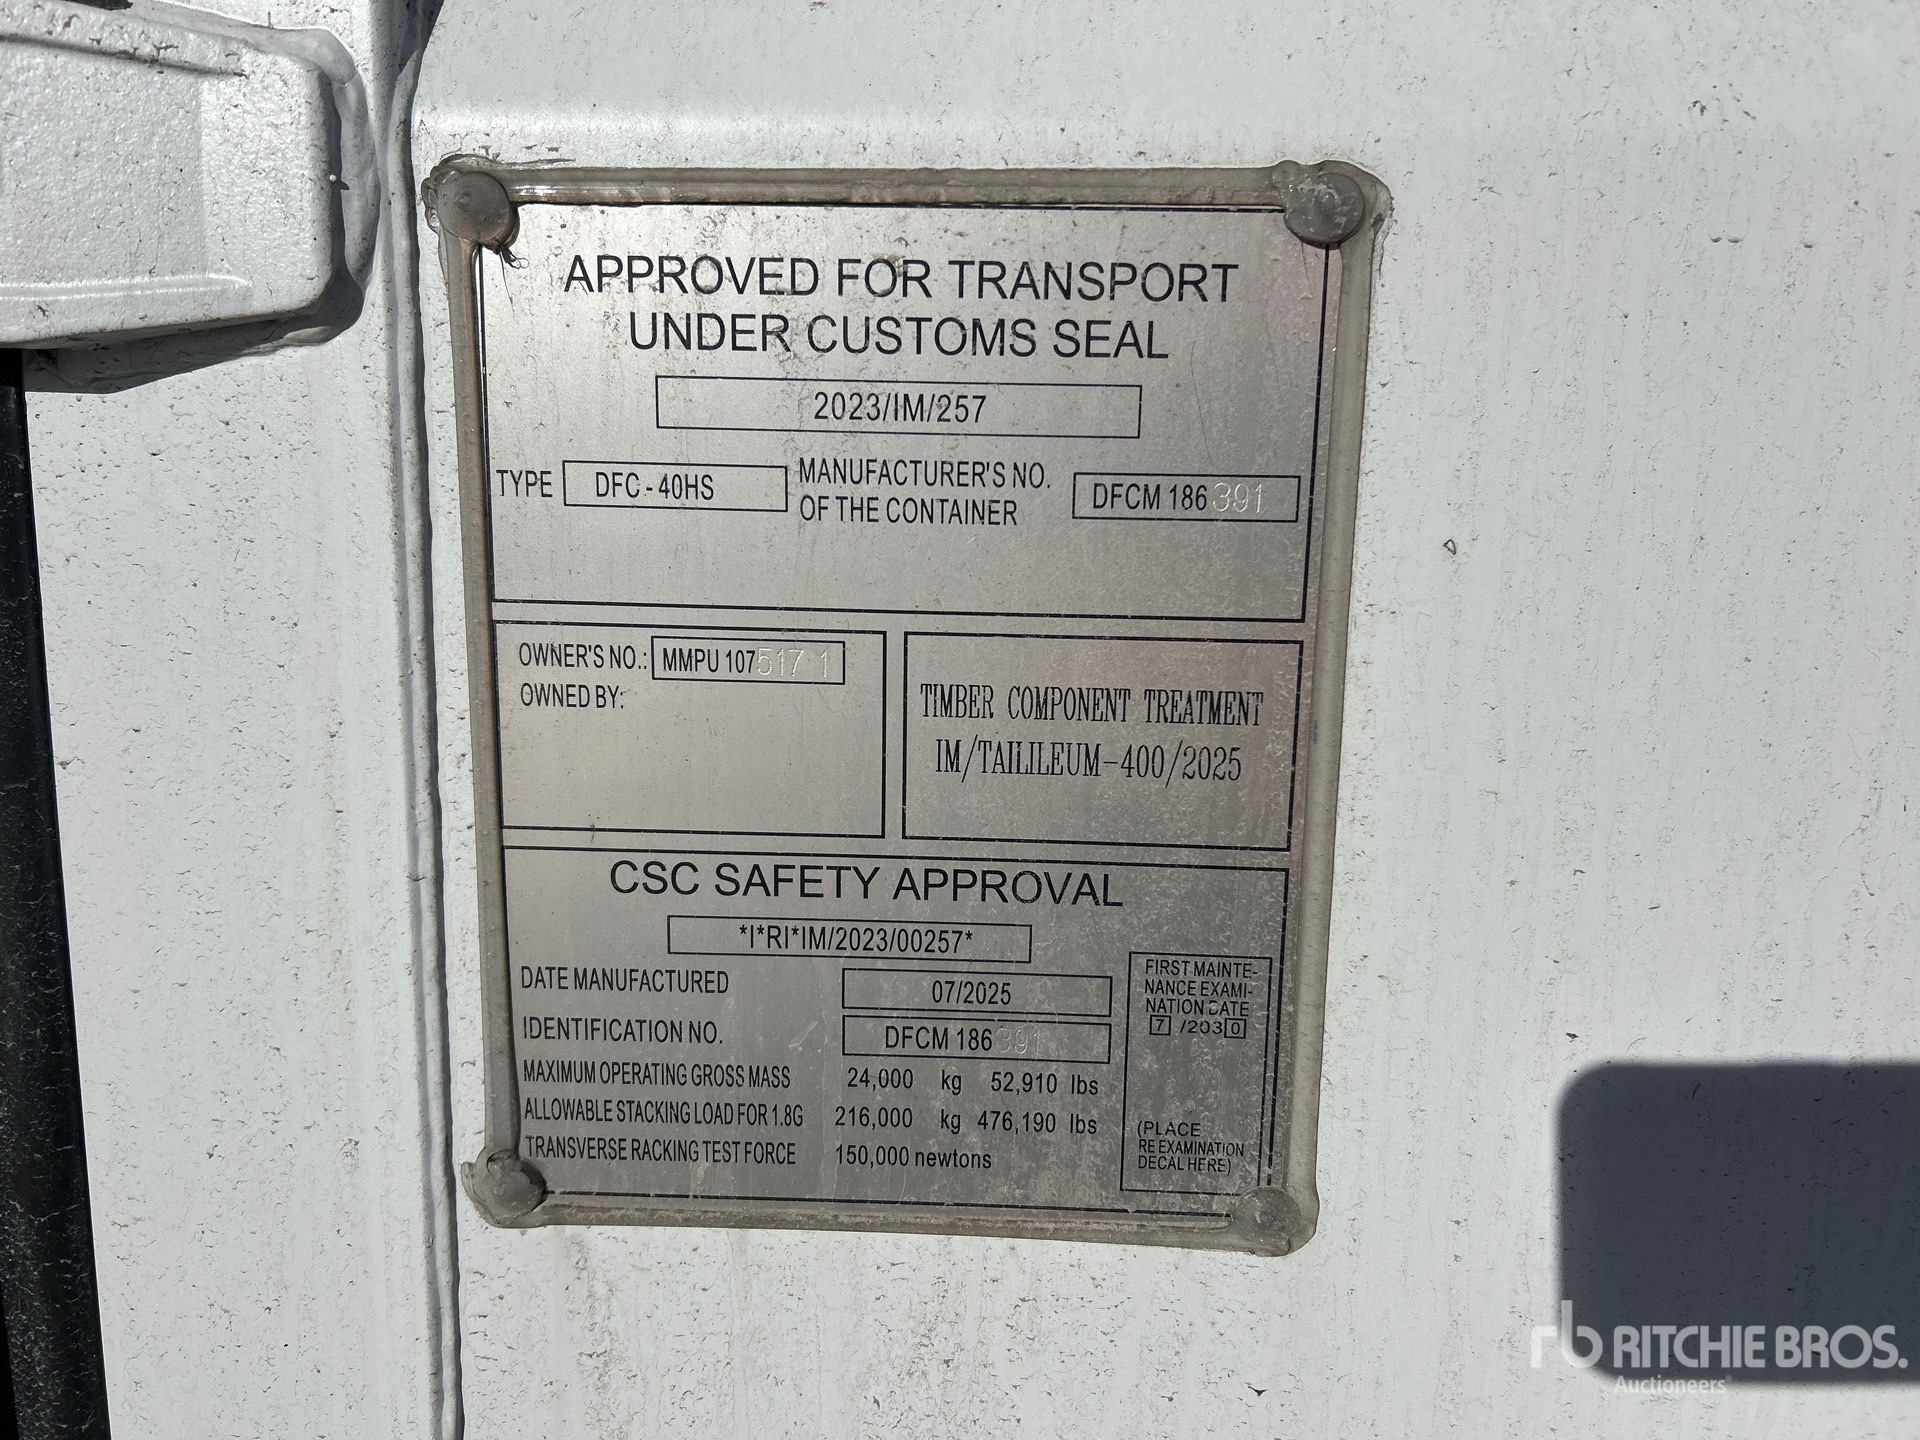 APPROVED FOR TRANSPORT
UNDER CUSTOMS SEAL
2023/IM/257
TYPE DFC-40HS
MANUFACTURER'S NO.
OF THE CONTAINER
DFCM 186391
OWNER'S NO.: MMPU 107517 1
OWNED BY:
TIMBER COMPONENT TREATMENT
IM/TAILILEUM-400/2025
CSC SAFETY APPROVAL
*I*RI*IM/2023/00257*
DATE MANUFACTURED 07/2025
IDENTIFICATION NO. DFCM 186391
MAXIMUM OPERATING GROSS MASS 24,000 kg 52,910 lbs
ALLOWABLE STACKING LOAD FOR 1.8G 216,000 kg 476,190 lbs
TRANSVERSE RACKING TEST FORCE 150,000 newtons
FIRST MAINTE-
NANCE EXAMI-
NATION DATE
7 /2030
(PLACE
RE EXAMINATION
DECAL HERE)
rb RITCHIE BROS.
Auctioneers